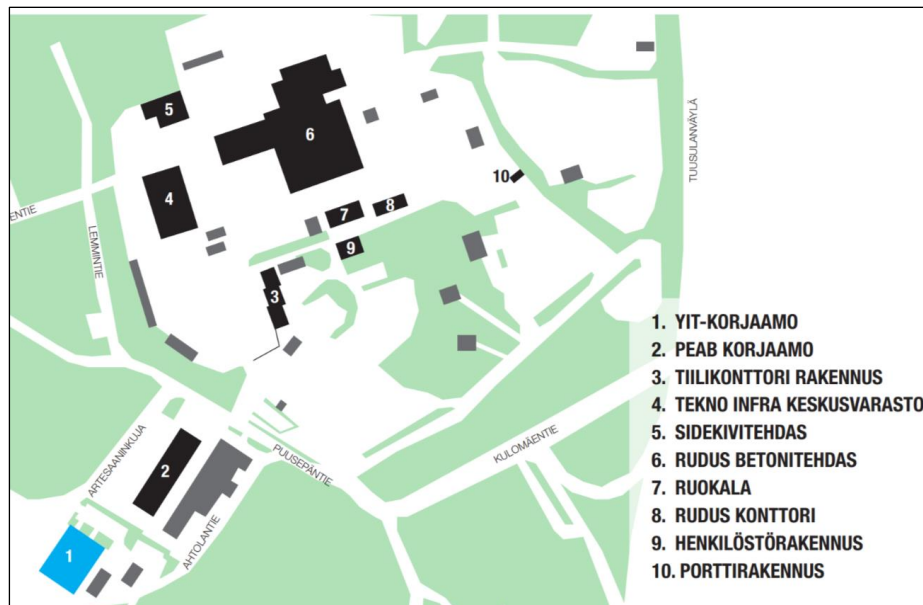 5
6
TUUSULANVÄYLÄ
10
4
8
7
ENTIE
LEMMINTIE
9
3
1. YIT-KORJAAMO
2. PEAB KORJAAMO
3. TIILIKONTTORI RAKENNUS
4. TEKNO INFRA KESKUSVARASTO
5. SIDEKIVITEHDAS
6. RUDUS BETONITEHDAS
7. RUOKALA
8. RUDUS KONTTORI
9. HENKILÖSTÖRAKENNUS
10. PORTTIRAKENNUS
ARTESAANINKUJA
PUUSEPÄNTIE
KULOMÄENTIE
2
AHTOLANTIE
1